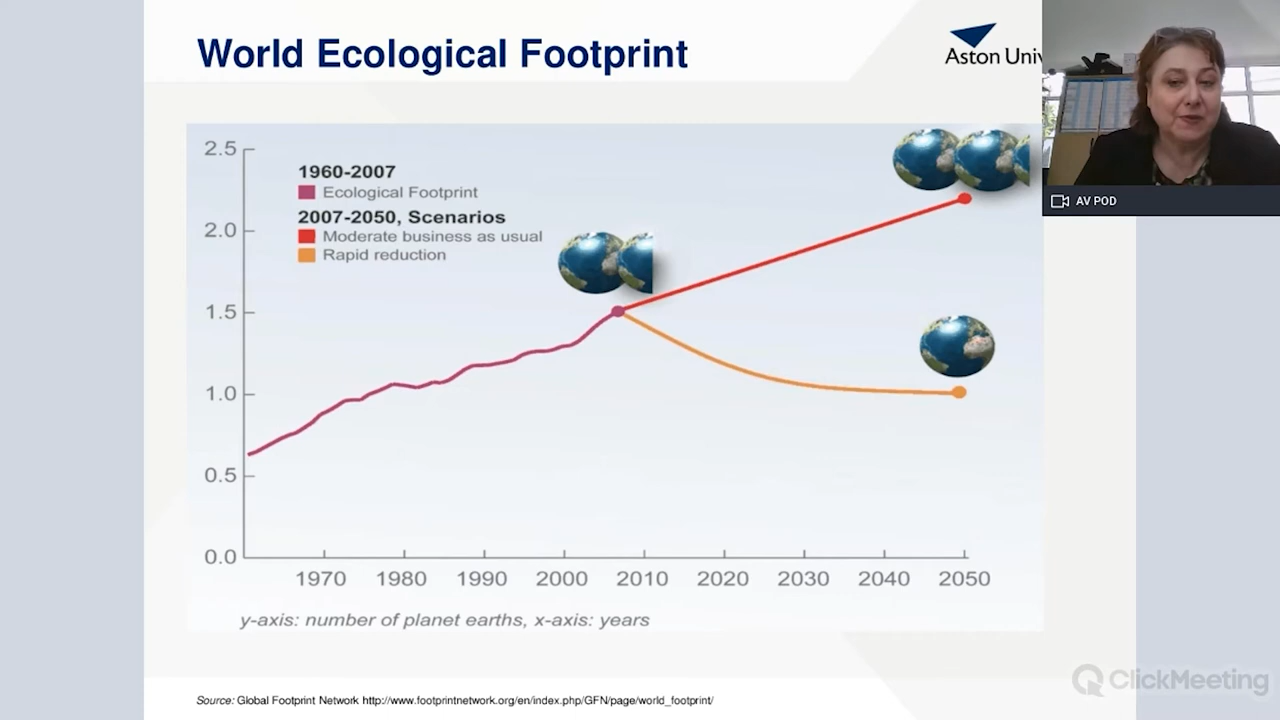 World Ecological Footprint
Aston Univ
AV POD
2.5
2.0
1.5
1.0
0.5
0.0
1960-2007
Ecological Footprint
2007-2050, Scenarios
Moderate business as usual
Rapid reduction
1970 1980 1990 2000 2010 2020 2030 2040 2050
y-axis: number of planet earths, x-axis: years
Source: Global Footprint Network http://www.footprintnetwork.org/en/index.php/GFN/page/world_footprint/
ClickMeeting